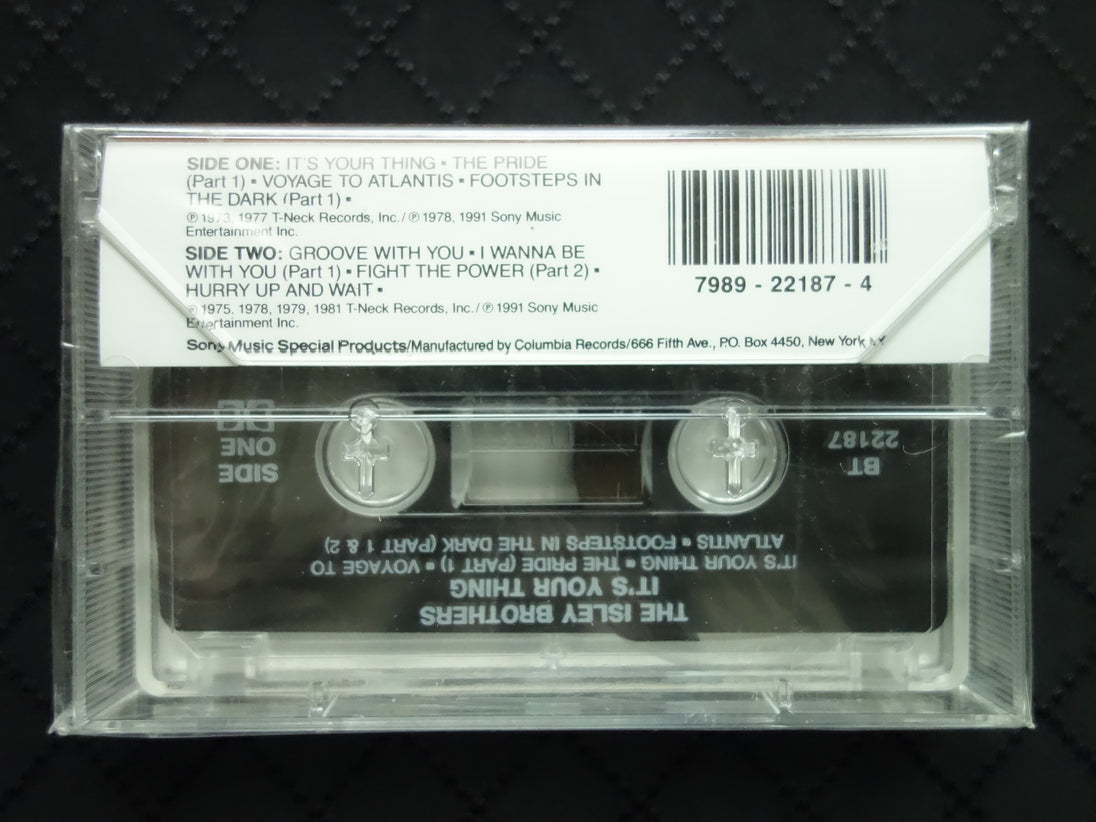 SIDE ONE: IT'S YOUR THING ▪ THE PRIDE
(Part 1) ▪ VOYAGE TO ATLANTIS ▪ FOOTSTEPS IN
THE DARK (Part 1) ▪
℗ 1973, 1977 T-Neck Records, Inc./℗ 1978, 1991 Sony Music
Entertainment Inc.
SIDE TWO: GROOVE WITH YOU ▪ I WANNA BE
WITH YOU (Part 1) ▪ FIGHT THE POWER (Part 2) ▪
HURRY UP AND WAIT ▪
℗ 1975, 1978, 1979, 1981 T-Neck Records, Inc./℗ 1991 Sony Music
Entertainment Inc.
Sony Music Special Products/Manufactured by Columbia Records/666 Fifth Ave., P.O. Box 4450, New York, NY
7989 - 22187 - 4
THE ISLEY BROTHERS
IT'S YOUR THING
IT'S YOUR THING ▪ THE PRIDE (PART 1) ▪ VOYAGE TO
ATLANTIS ▪ FOOTSTEPS IN THE DARK (PART 1 & 2)
BT
22187
SIDE
ONE